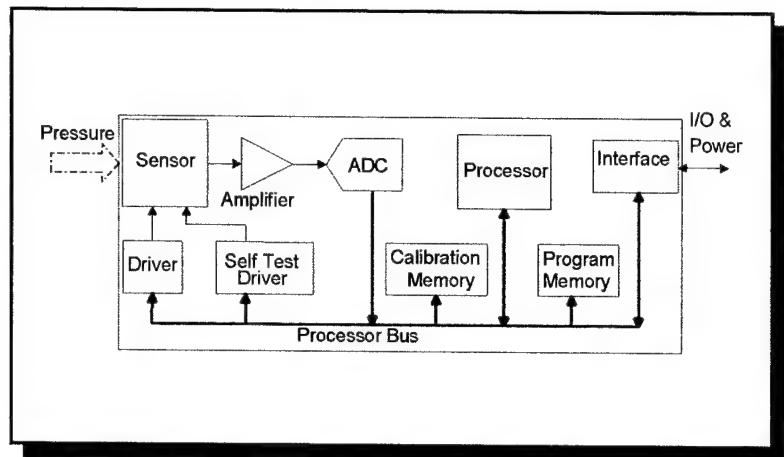 Pressure
I/O &
Power
Sensor
Amplifier
ADC
Processor
Interface
Driver
Self Test
Driver
Calibration
Memory
Program
Memory
Processor Bus